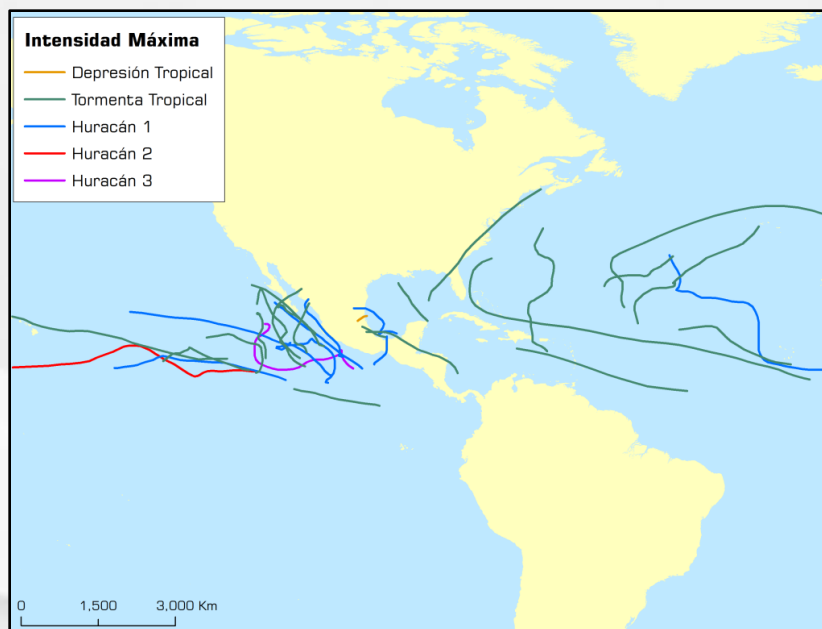 Intensidad Máxima
Depresión Tropical
Tormenta Tropical
Huracán 1
Huracán 2
Huracán 3
0 1,500 3,000 Km